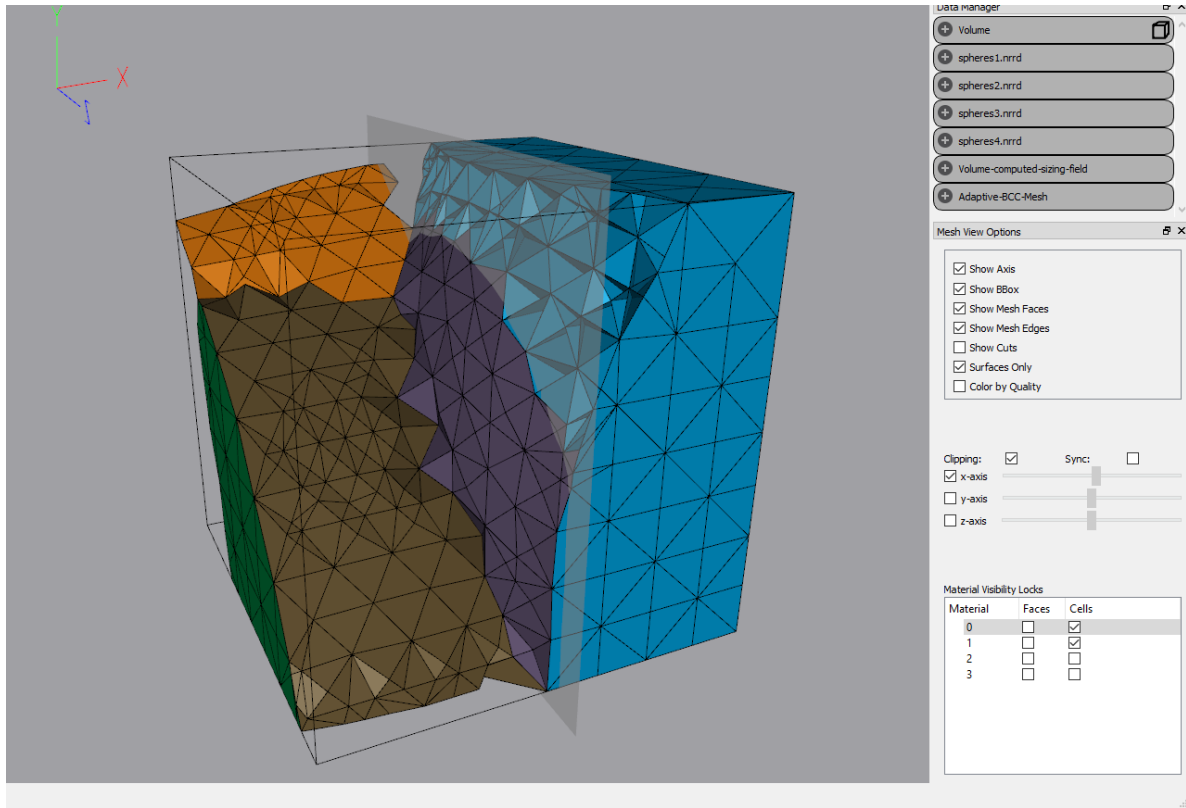 Y
X
Z
Data Manager
Volume
spheres1.nrrd
spheres2.nrrd
spheres3.nrrd
spheres4.nrrd
Volume-computed-sizing-field
Adaptive-BCC-Mesh
Mesh View Options
Show Axis
Show BBox
Show Mesh Faces
Show Mesh Edges
Show Cuts
Surfaces Only
Color by Quality
Clipping: Sync:
x-axis
y-axis
z-axis
Material Visibility Locks
Material Faces Cells
0
1
2
3